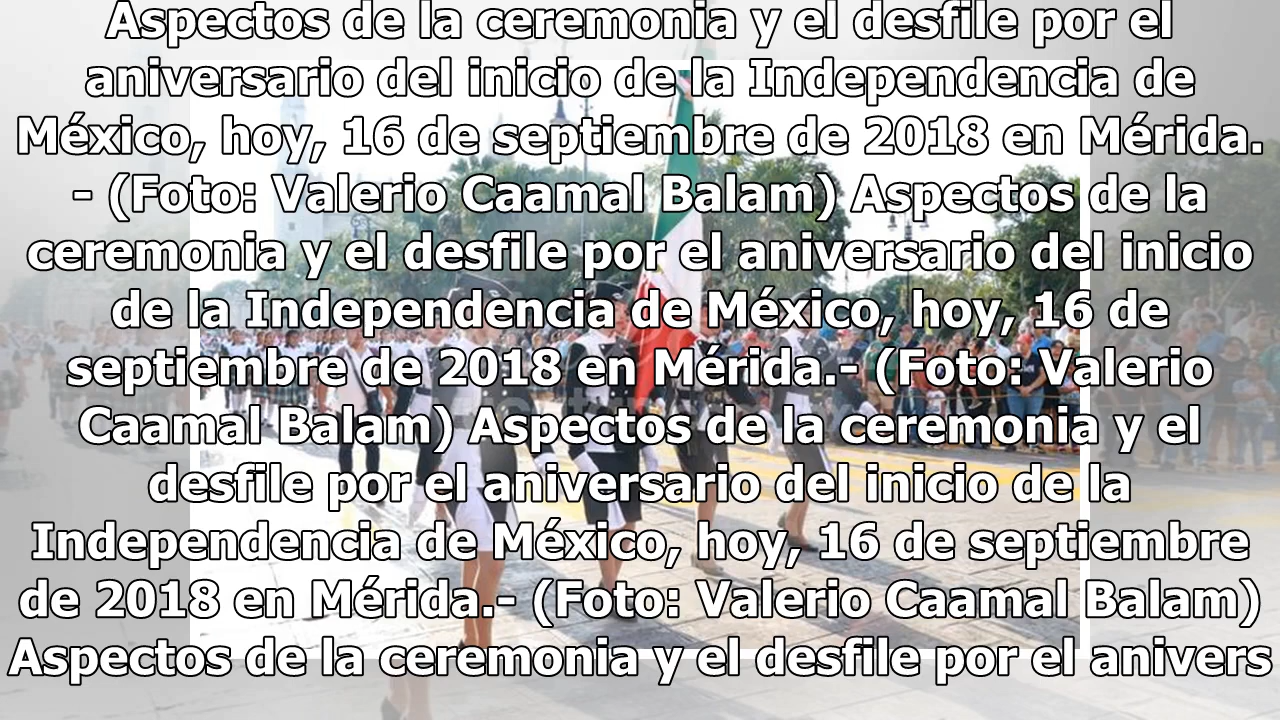 Aspectos de la ceremonia y el desfile por el
aniversario del inicio de la Independencia de
México, hoy, 16 de septiembre de 2018 en Mérida.
- (Foto: Valerio Caamal Balam) Aspectos de la
ceremonia y el desfile por el aniversario del inicio
de la Independencia de México, hoy, 16 de
septiembre de 2018 en Mérida.- (Foto: Valerio
Caamal Balam) Aspectos de la ceremonia y el
desfile por el aniversario del inicio de la
Independencia de México, hoy, 16 de septiembre
de 2018 en Mérida.- (Foto: Valerio Caamal Balam)
Aspectos de la ceremonia y el desfile por el anivers